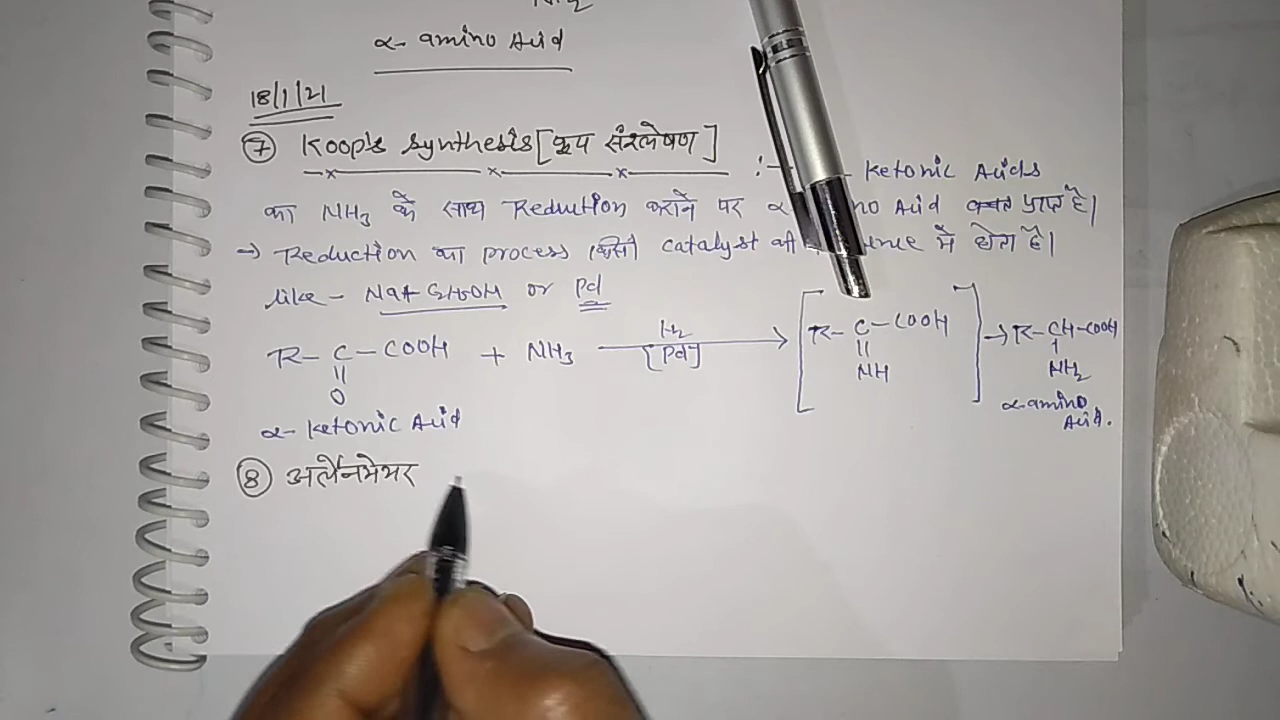 NH2
α- amino Acid
18/1/21
7 Koop's Synthesis [कूप संश्लेषण] :- Ketonic Acids
का NH3 के साथ Reduction कराने पर α no Acid प्राप्त है।
→ Reduction का process किसी catalyst की ence में होता है।
like - Na+ C2H5OH or Pd
R- C - COOH + NH3 H2 [Pd] → [R- C - COOH] → R- CH-COOH
|| || |
O NH NH2
α- Ketonic Acid α-amino Acid.
8 अर्लेनमेयर